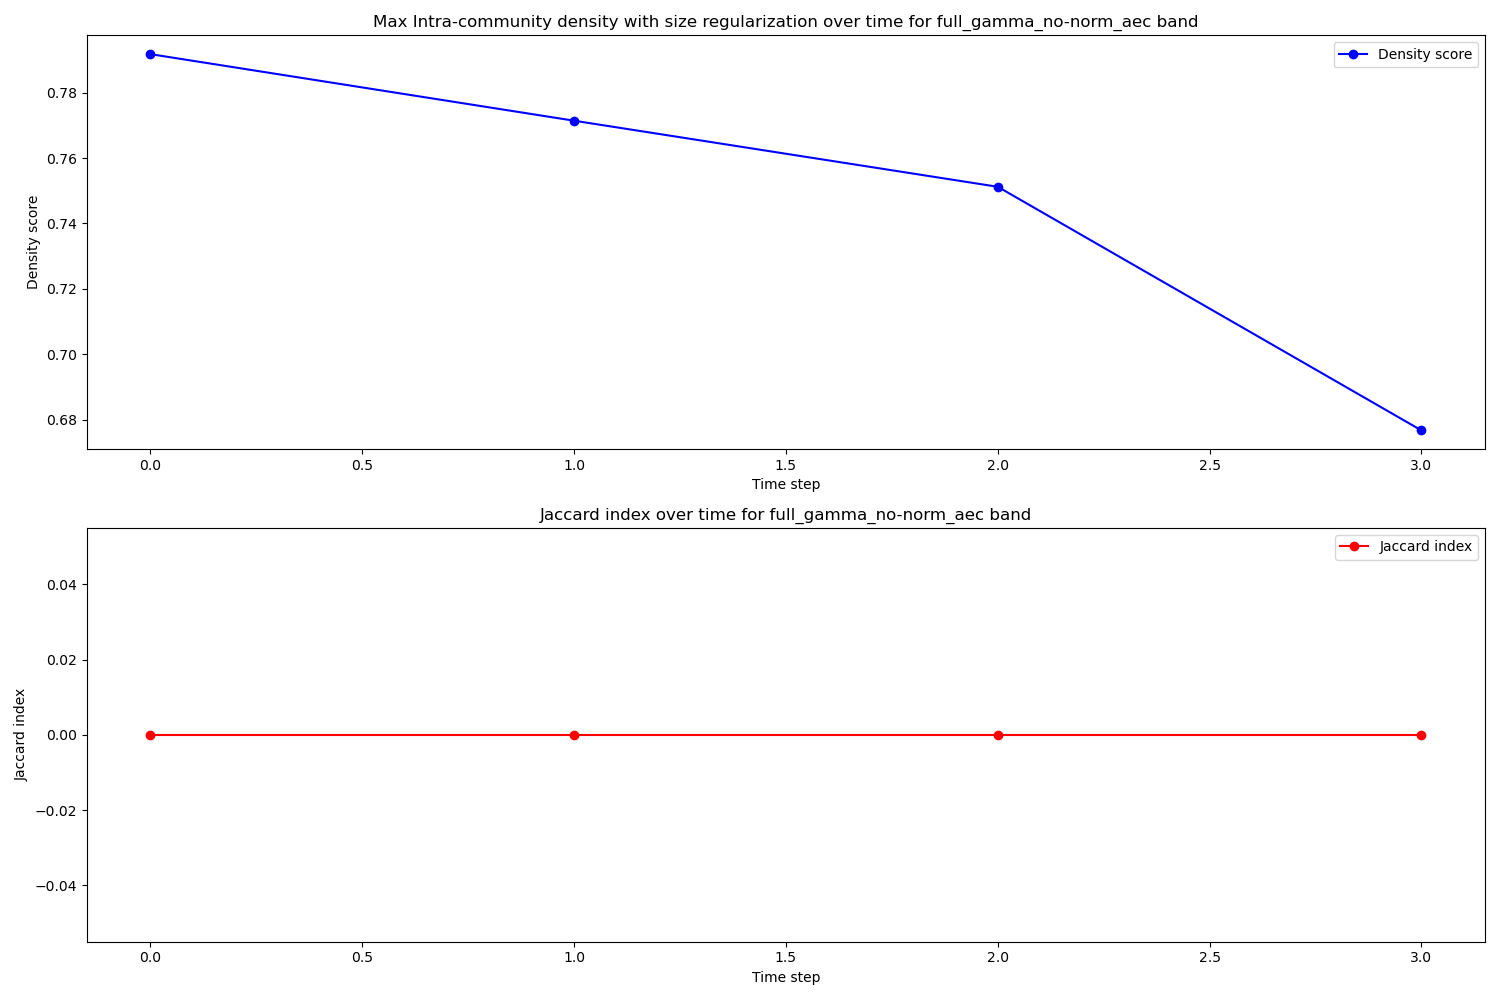 Max Intra-community density with size regularization over time for full_gamma_no-norm_aec band
Density score
0.78
0.76
0.74
0.72
0.70
0.68
Density score
0.0 0.5 1.0 1.5 2.0 2.5 3.0
Time step
Jaccard index over time for full_gamma_no-norm_aec band
Jaccard index
0.04
0.02
0.00
−0.02
−0.04
Jaccard index
0.0 0.5 1.0 1.5 2.0 2.5 3.0
Time step